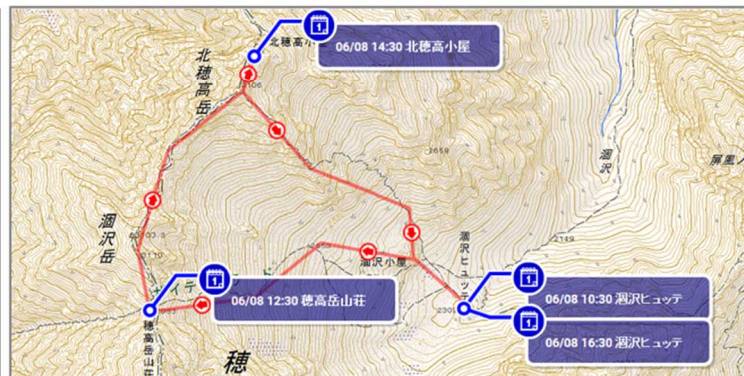 北穂高小
06/08 14:30 北穂高小屋
北穂高岳
3106
2659
涸沢
屏風
涸沢岳
涸沢ヒュッテ
2149
涸沢小屋
06/08 12:30 穂高岳山荘
06/08 10:30 涸沢ヒュッテ
06/08 16:30 涸沢ヒュッテ
穂高岳山荘
穂